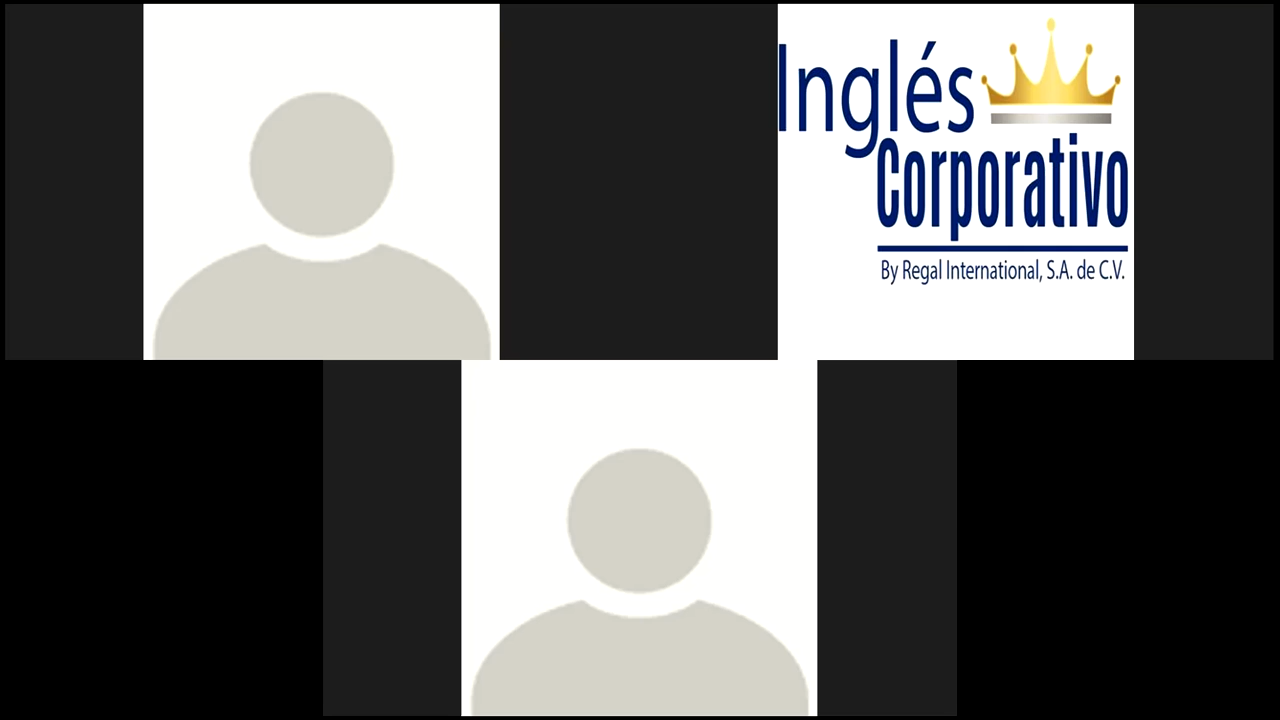 Inglés
Corporativo
By Regal International, S.A. de C.V.